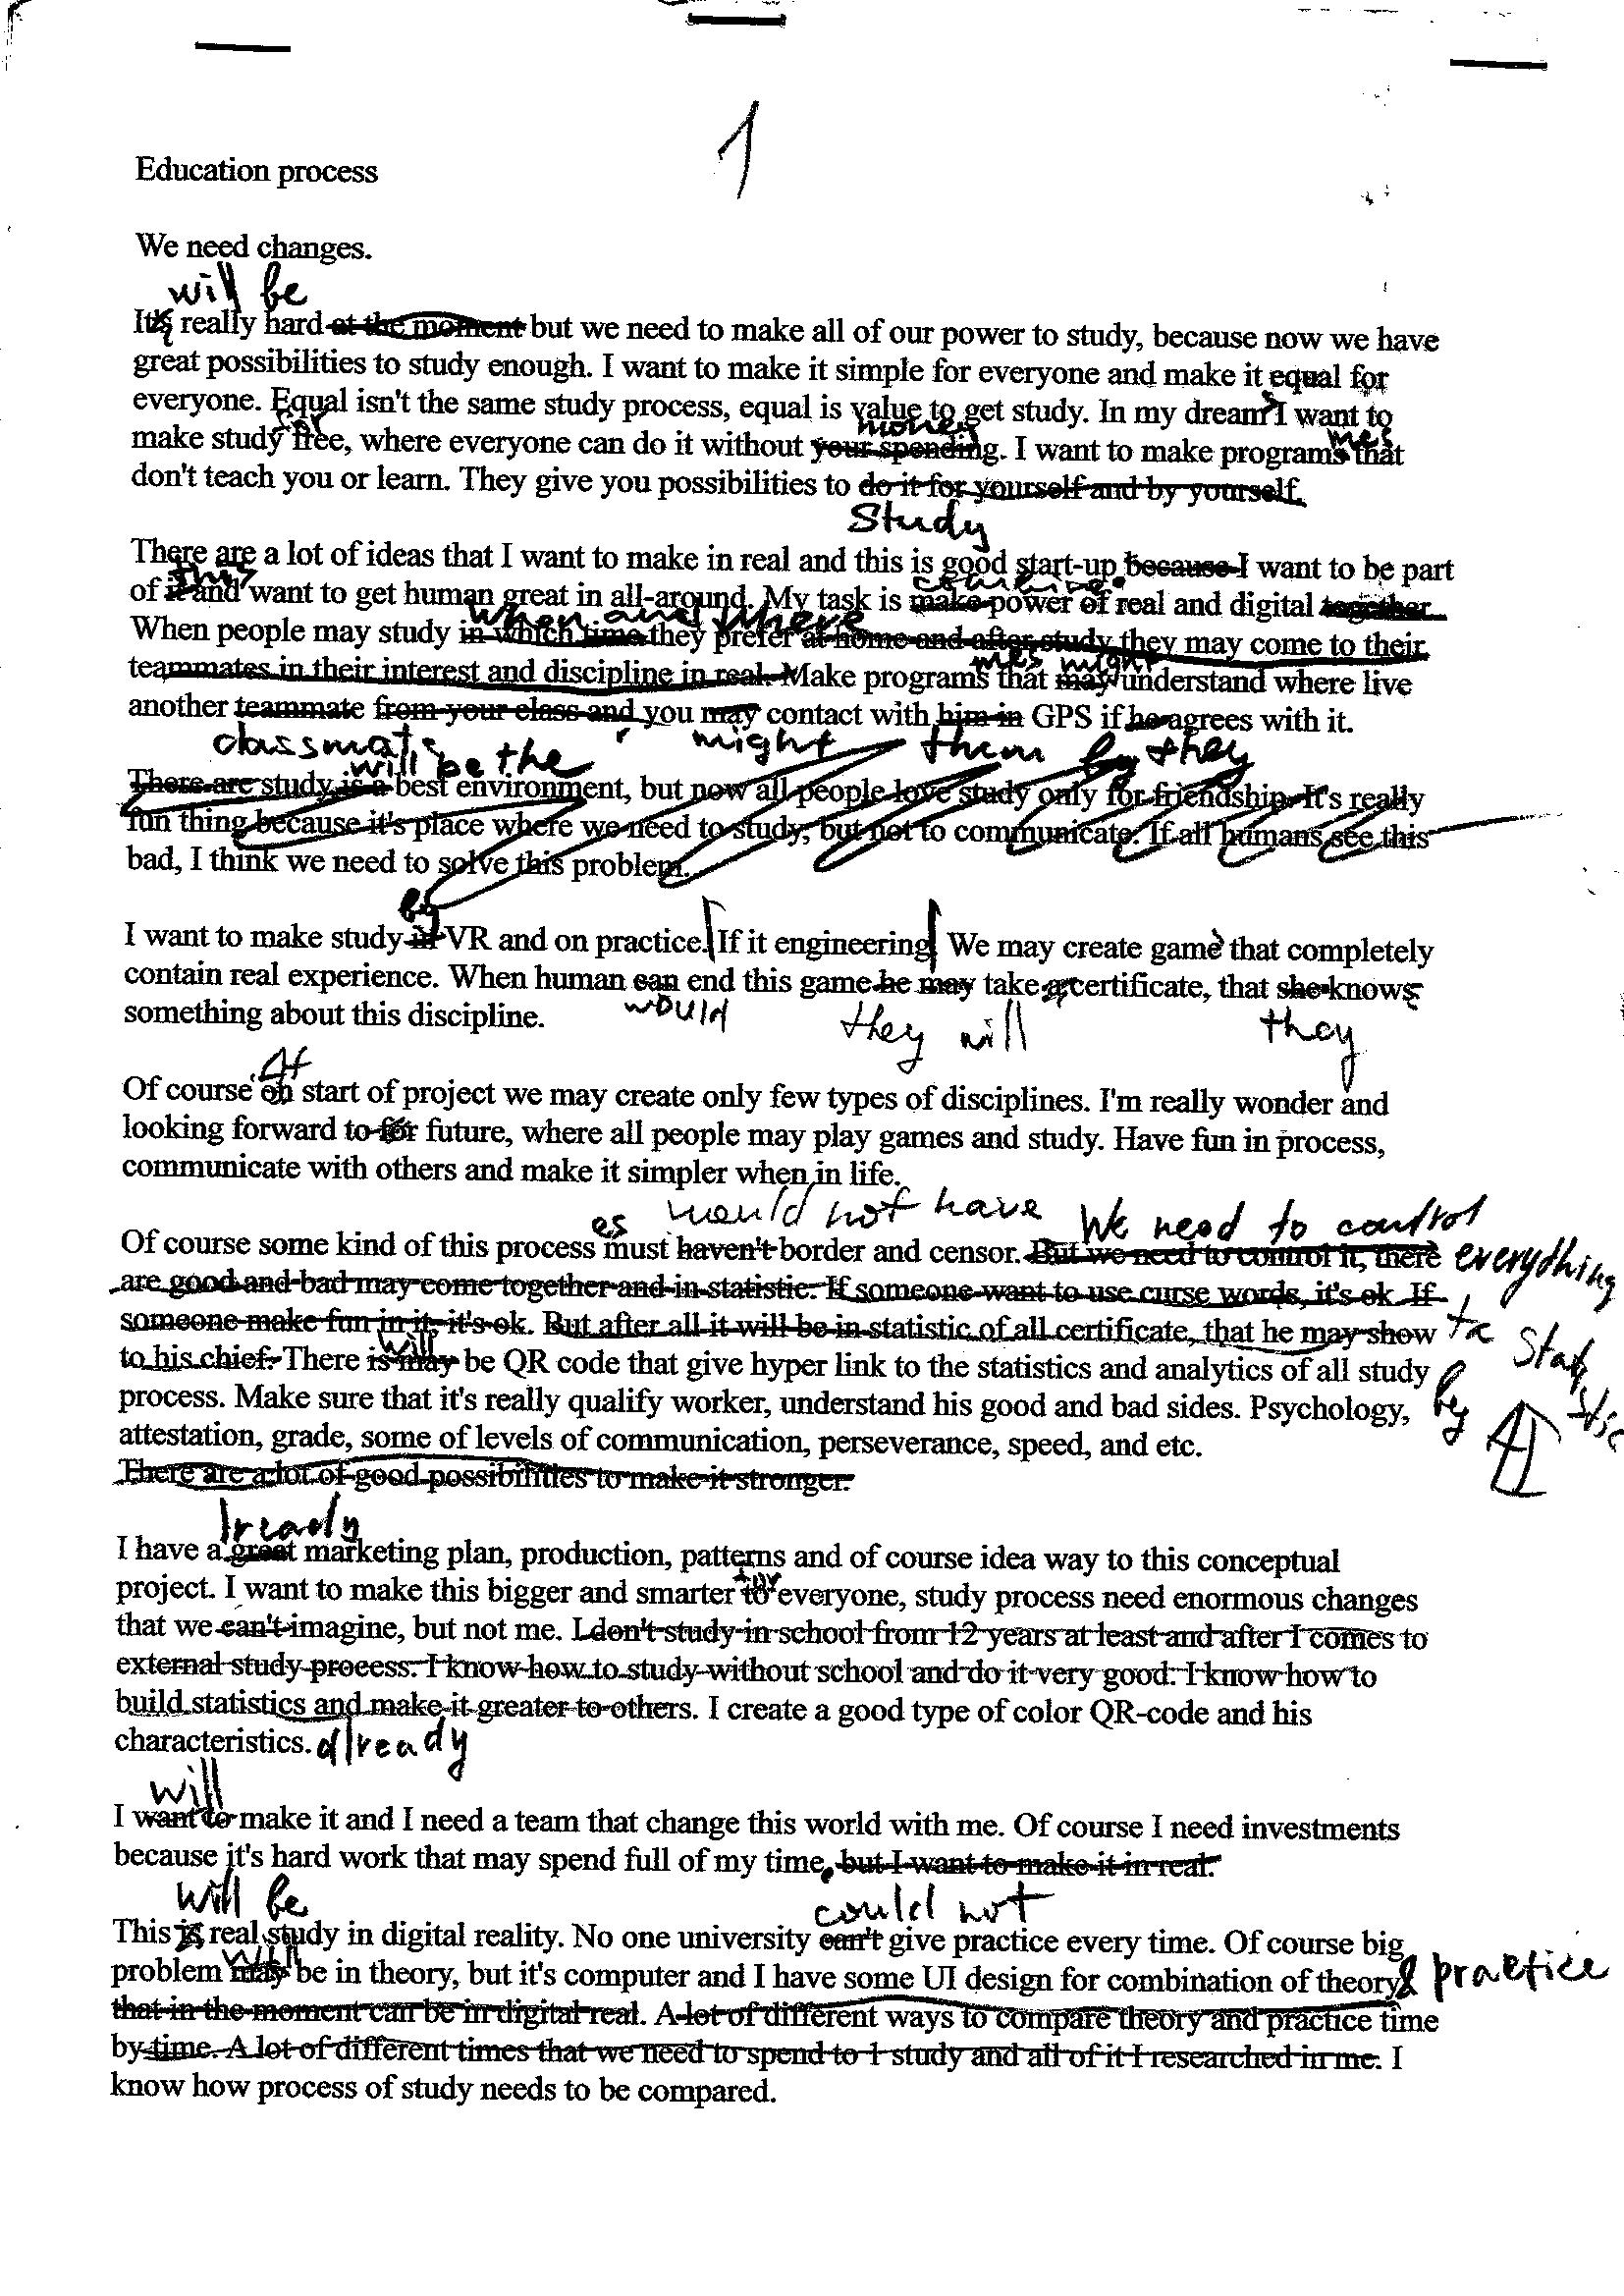 1
Education process
We need changes.
will be
It's really hard at the moment but we need to make all of our power to study, because now we have
great possibilities to study enough. I want to make it simple for everyone and make it equal for
everyone. Equal isn't the same study process, equal is value to get study. In my dream I want to
for money
make study free, where everyone can do it without your spending. I want to make programs that
mes
don't teach you or learn. They give you possibilities to do it for yourself and by yourself.
Study
There are a lot of ideas that I want to make in real and this is good start-up because I want to be part
this combine
of it and want to get human great in all-around. My task is make power of real and digital together.
when and where
When people may study in which time they prefer at home and after study they may come to their
teammates in their interest and discipline in real. Make programs that may understand where live
mes might
another teammate from your class and you may contact with him in GPS if he agrees with it.
classmate might them by they
will be the
There are study is a best environment, but now all people love study only for friendship. It's really
fun thing because it's place where we need to study, but not to communicate. If all humans see this
bad, I think we need to solve this problem.
by
I want to make study in VR and on practice. If it engineering. We may create game that completely
contain real experience. When human can end this game he may take a certificate, that she knows
something about this discipline.
would they will they
At
Of course on start of project we may create only few types of disciplines. I'm really wonder and
looking forward to for future, where all people may play games and study. Have fun in process,
communicate with others and make it simpler when in life.
es would not have We need to control
Of course some kind of this process must haven't border and censor. But we need to control it, there everything
are good and bad may come together and in statistic. If someone want to use curse words, it's ok. If
someone make fun in it, it's ok. But after all it will be in statistic of all certificate, that he may show
will
to his chief. There is may be QR code that give hyper link to the statistics and analytics of all study
process. Make sure that it's really qualify worker, understand his good and bad sides. Psychology, by
attestation, grade, some of levels of communication, perseverance, speed, and etc.
There are a lot of good possibilities to make it stronger.
lready
I have a great marketing plan, production, patterns and of course idea way to this conceptual
for
project. I want to make this bigger and smarter to everyone, study process need enormous changes
that we can't imagine, but not me. I don't study in school from 12 years at least and after I comes to
external study process. I know how to study without school and do it very good. I know how to
build statistics and make it greater to others. I create a good type of color QR-code and his
characteristics. already
will
I want to make it and I need a team that change this world with me. Of course I need investments
because it's hard work that may spend full of my time, but I want to make it in real.
will be could not
This is real study in digital reality. No one university can't give practice every time. Of course big
will
problem may be in theory, but it's computer and I have some UI design for combination of theory & practice
that in the moment can be in digital real. A lot of different ways to compare theory and practice time
by time. A lot of different times that we need to spend to 1 study and all of it I researched in me. I
know how process of study needs to be compared.